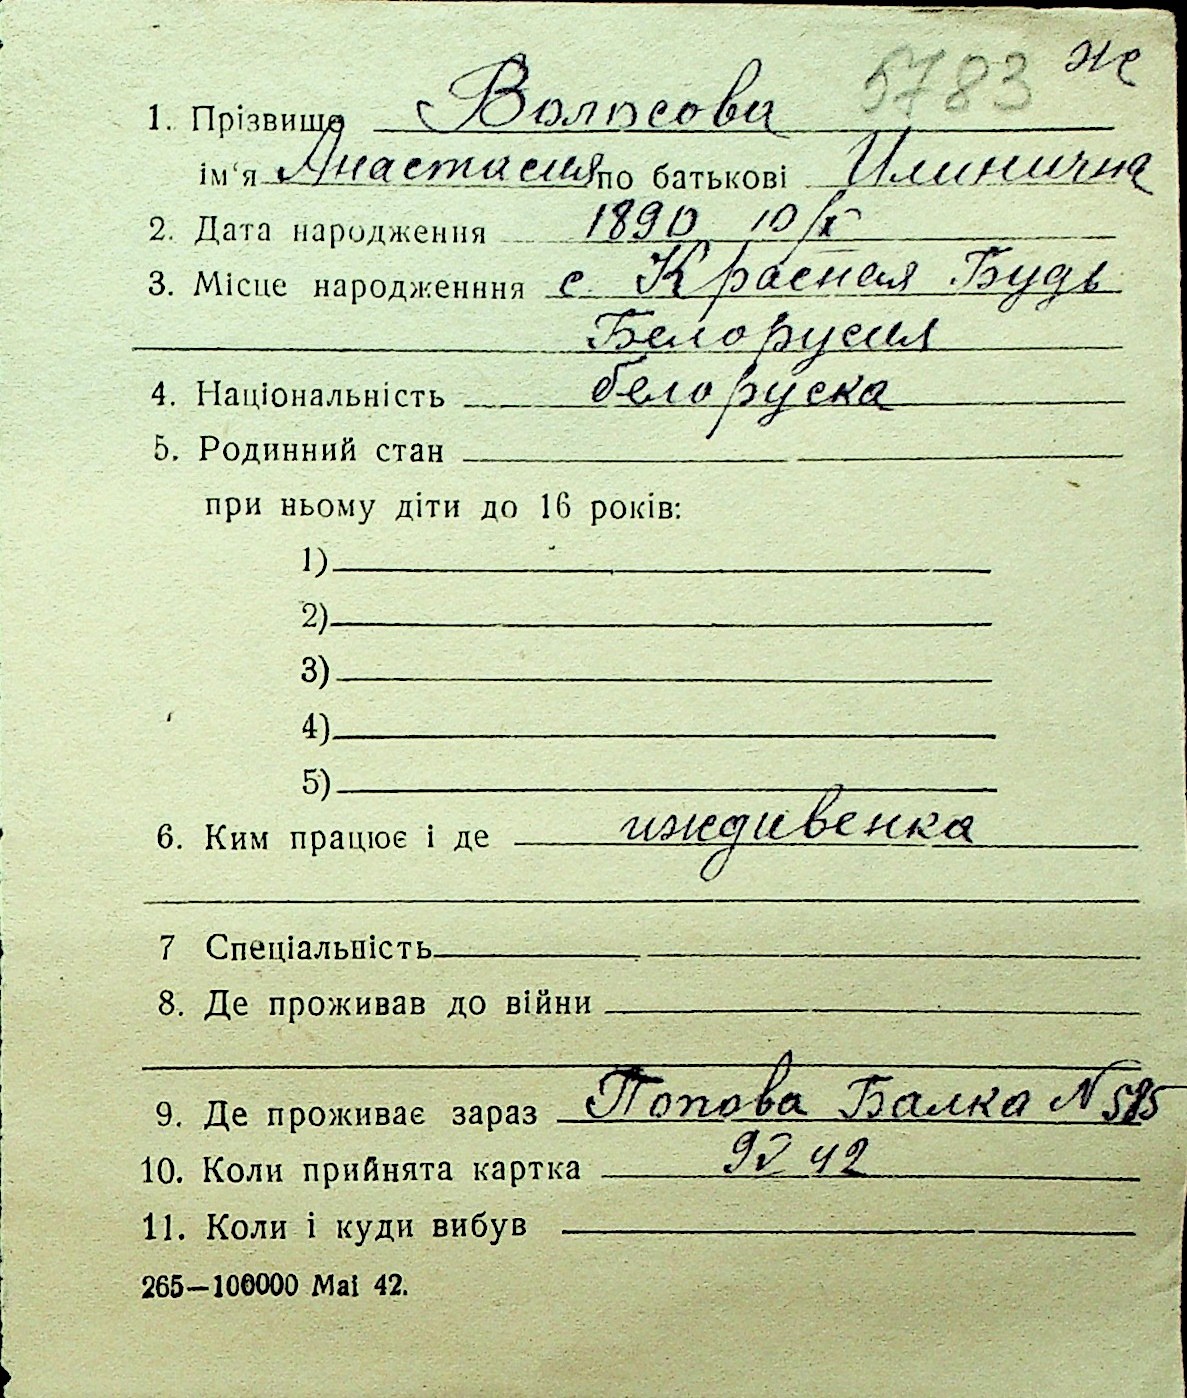 5783 же
1. Прізвище Волосова
ім'я Анастасия по батькові Илинична
2. Дата народження 1890 10/X
3. Місце народженння с. Красная Будь
Белорусия
4. Національність белоруска
5. Родинний стан
при ньому діти до 16 років:
1)
2)
3)
4)
5)
6. Ким працює і де иждивенка
7 Спеціальність
8. Де проживав до війни
9. Де проживає зараз Попова Балка N 585
10. Коли прийнята картка 9 V 42
11. Коли і куди вибув
265—100000 Mai 42.